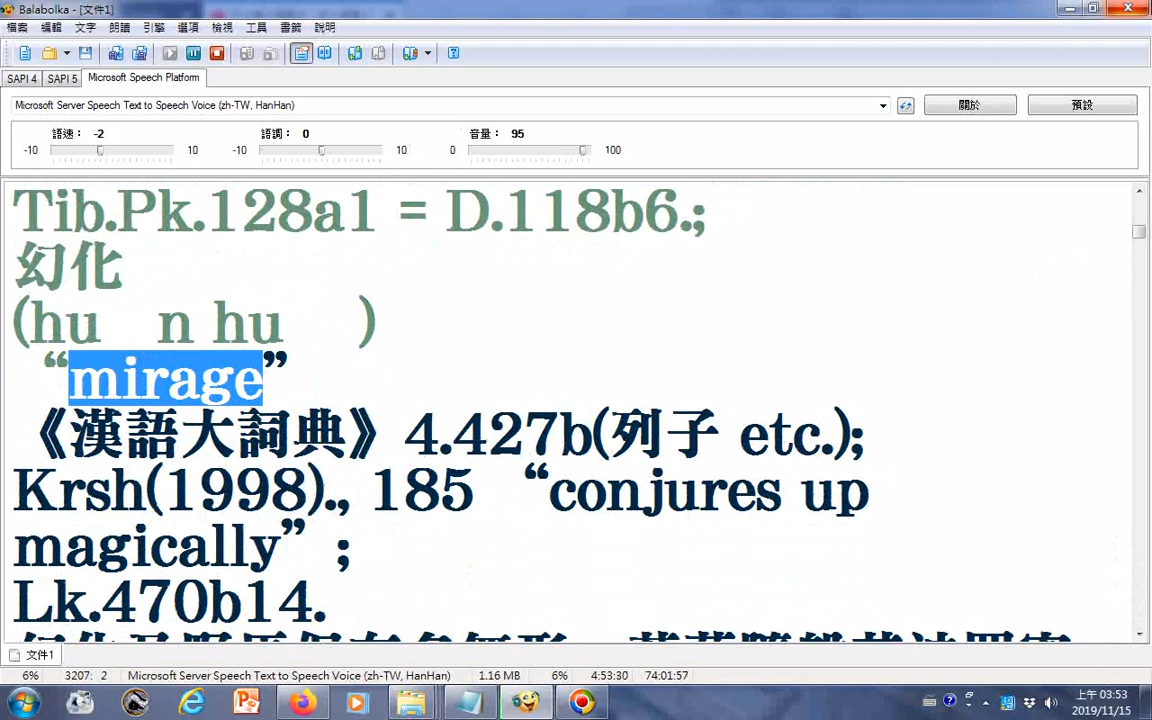 Balabolka - [文件1]
檔案 編輯 文字 朗讀 引擎 選項 檢視 工具 書籤 說明
SAPI 4 SAPI 5 Microsoft Speech Platform
Microsoft Server Speech Text to Speech Voice (zh-TW, HanHan) 關於 預設
語速： -2 語調： 0 音量： 95
-10 10 -10 10 0 100
Tib.Pk.128a1 = D.118b6.;
幻化
(hu n hu )
“mirage”
《漢語大詞典》 4.427b(列子 etc.);
Krsh(1998)., 185 “conjures up
magically” ;
Lk.470b14.
文件1
6% 3207: 2 Microsoft Server Speech Text to Speech Voice (zh-TW, HanHan) 1.16 MB 6% 4:53:30 74:01:57
上午 03:53
2019/11/15